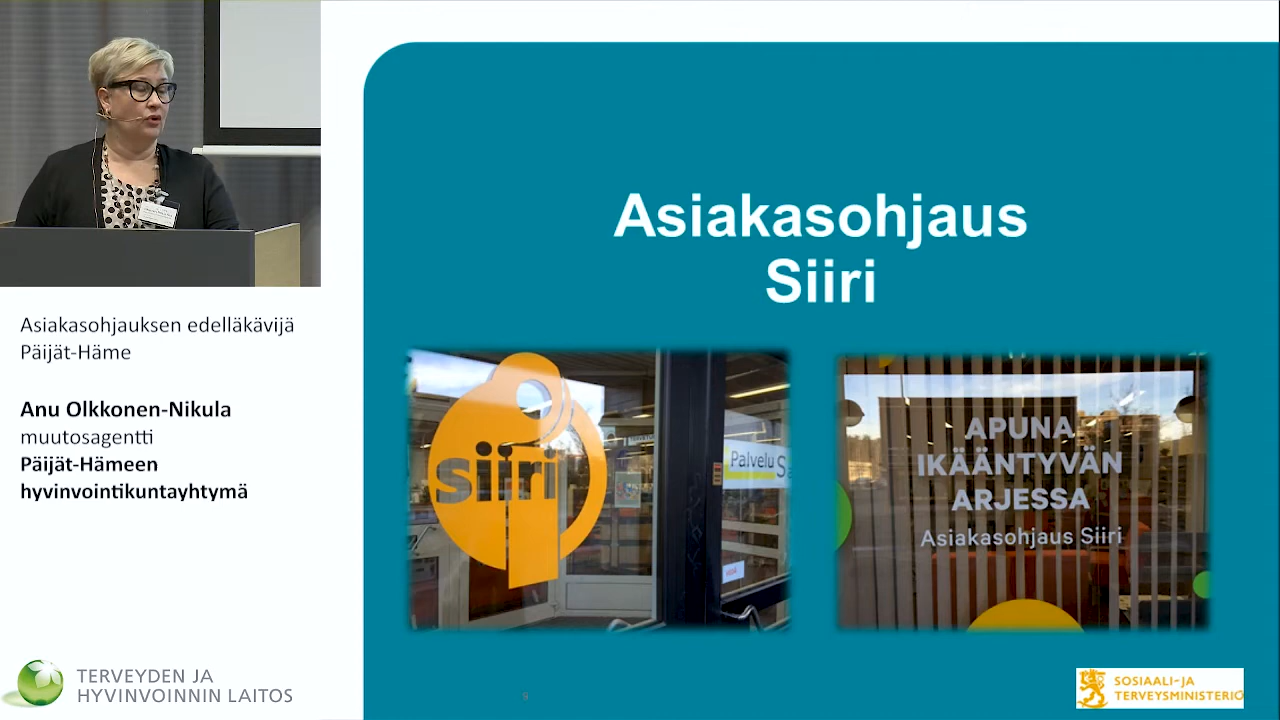 Asiakasohjaus
Siiri
siiri
Palvelu
APUNA
IKÄÄNTYVÄN
ARJESSA
Asiakasohjaus Siiri
Asiakasohjauksen edelläkävijä
Päijät-Häme
Anu Olkkonen-Nikula
muutosagentti
Päijät-Hämeen
hyvinvointikuntayhtymä
TERVEYDEN JA
HYVINVOINNIN LAITOS
9
SOSIAALI- JA
TERVEYSMINISTERIÖ